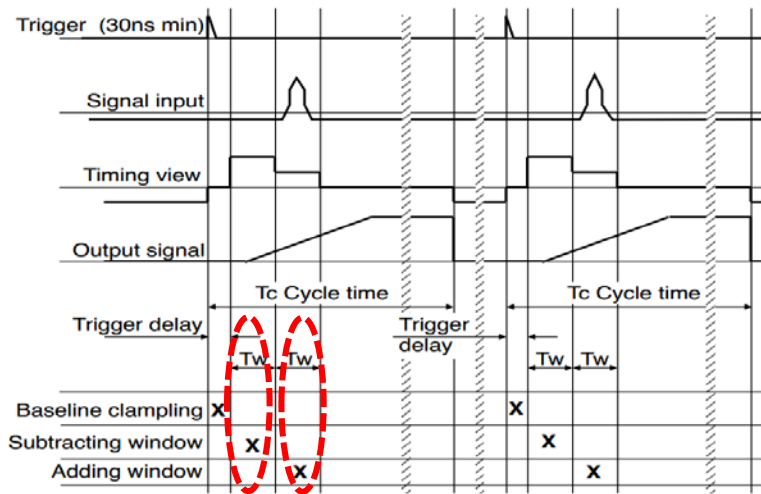 Trigger (30ns min)
Signal input
Timing view
Output signal
Tc Cycle time
Tc Cycle time
Trigger delay
Trigger
delay
Tw
Tw
Tw
Tw
Baseline clamping
X
X
Subtracting window
X
X
Adding window
X
X